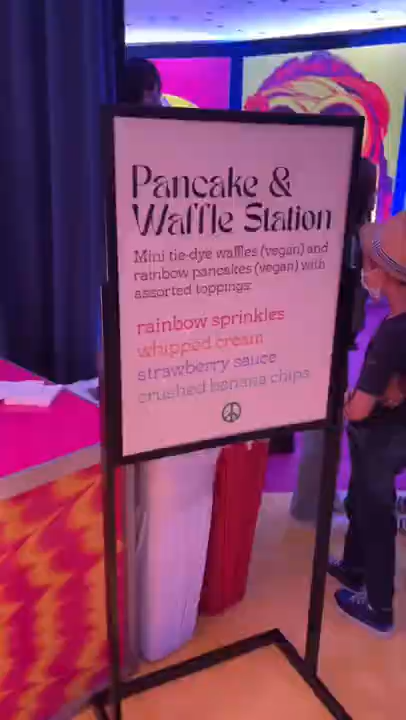 Pancake &
Waffle Station
Mini tie-dye waffles (vegan) and
rainbow pancakes (vegan) with
assorted toppings:
rainbow sprinkles
whipped cream
strawberry sauce
crushed banana chips